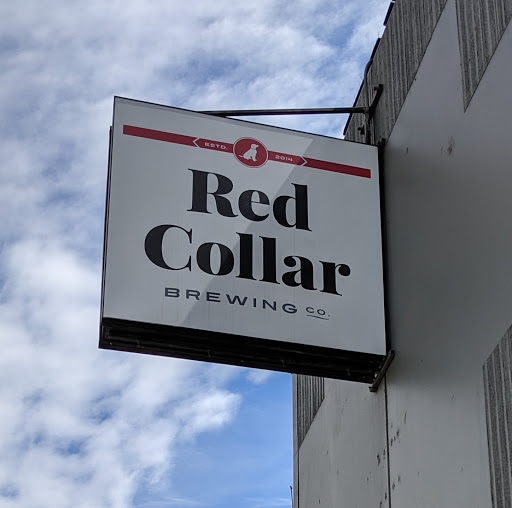 ESTD. 2014
Red
Collar
BREWING CO.